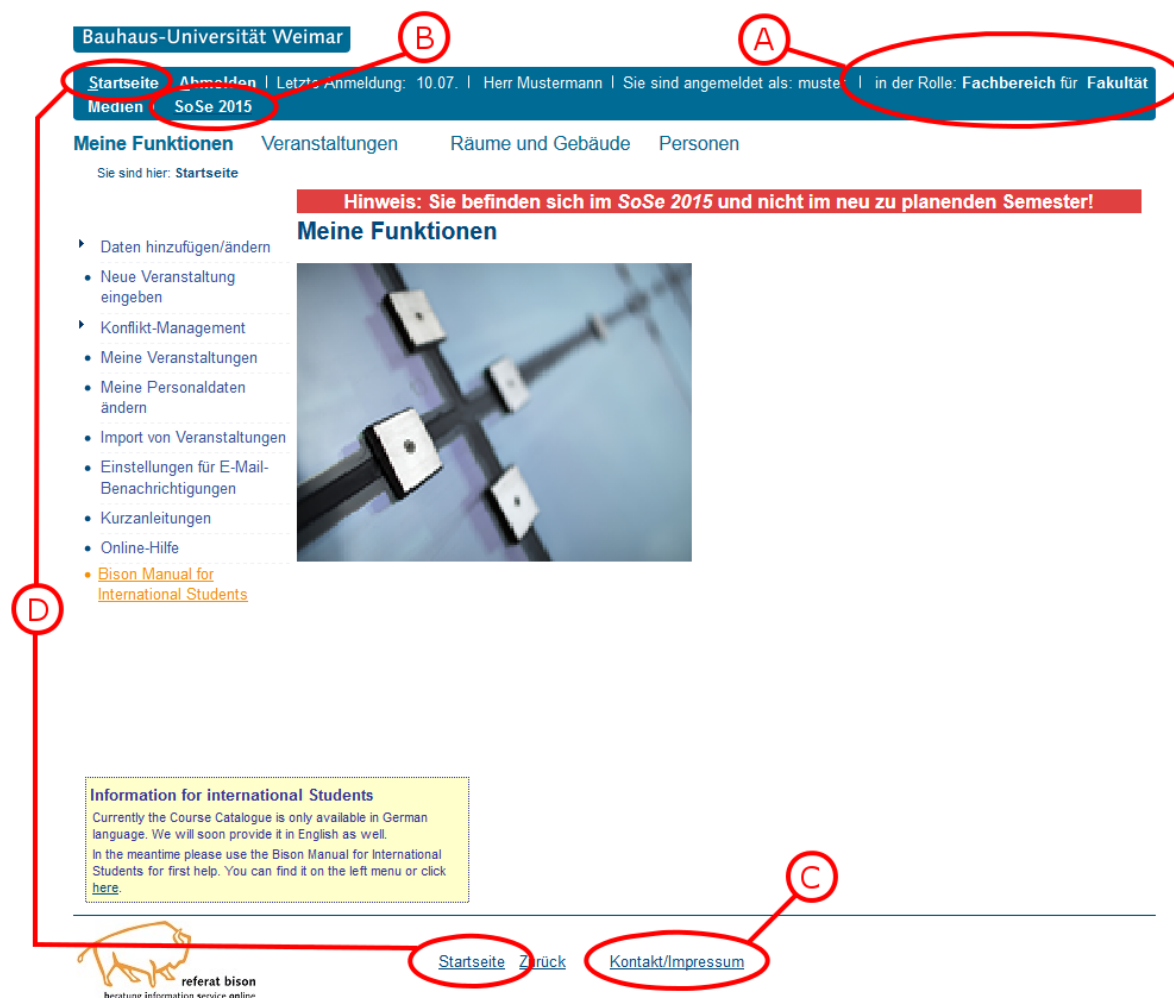 Bauhaus-Universität Weimar
B
A
Startseite Abmelden | Letzte Anmeldung: 10.07. | Herr Mustermann | Sie sind angemeldet als: muster | in der Rolle: Fachbereich für Fakultät
Medien | SoSe 2015
Meine Funktionen Veranstaltungen Räume und Gebäude Personen
Sie sind hier: Startseite
Hinweis: Sie befinden sich im SoSe 2015 und nicht im neu zu planenden Semester!
Meine Funktionen
Daten hinzufügen/ändern
Neue Veranstaltung
eingeben
Konflikt-Management
Meine Veranstaltungen
Meine Personaldaten
ändern
Import von Veranstaltungen
Einstellungen für E-Mail-
Benachrichtigungen
Kurzanleitungen
Online-Hilfe
Bison Manual for
International Students
D
Information for international Students
Currently the Course Catalogue is only available in German
language. We will soon provide it in English as well.
In the meantime please use the Bison Manual for International
Students for first help. You can find it on the left menu or click
here.
C
Startseite Zurück Kontakt/Impressum
referat bison
beratung information service online